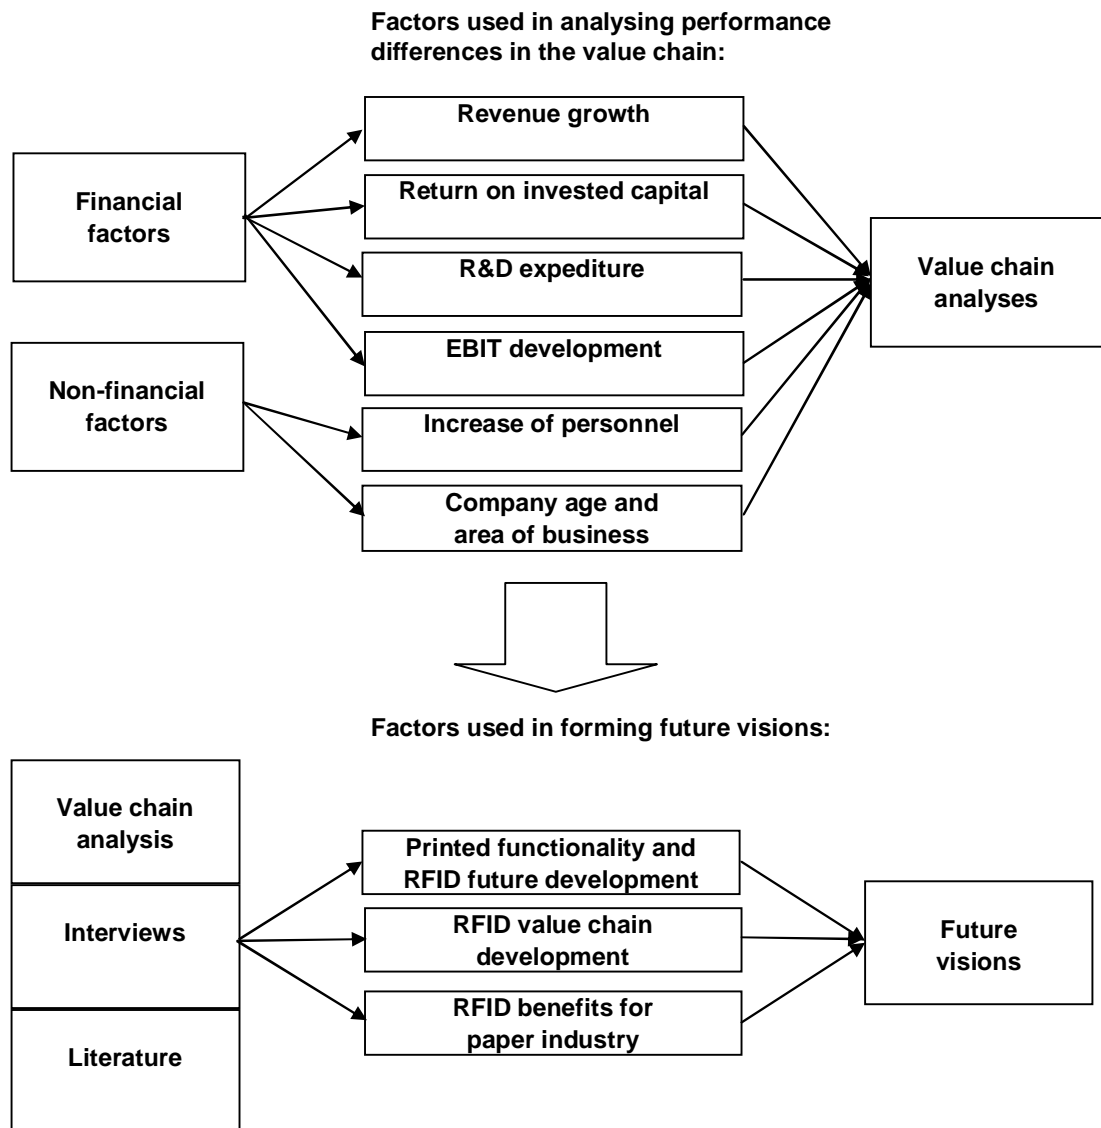 Factors used in analysing performance
differences in the value chain:
Revenue growth
Financial
factors
Return on invested capital
R&D expediture
Value chain
analyses
EBIT development
Non-financial
factors
Increase of personnel
Company age and
area of business
Factors used in forming future visions:
Value chain
analysis
Interviews
Literature
Printed functionality and
RFID future development
RFID value chain
development
RFID benefits for
paper industry
Future
visions